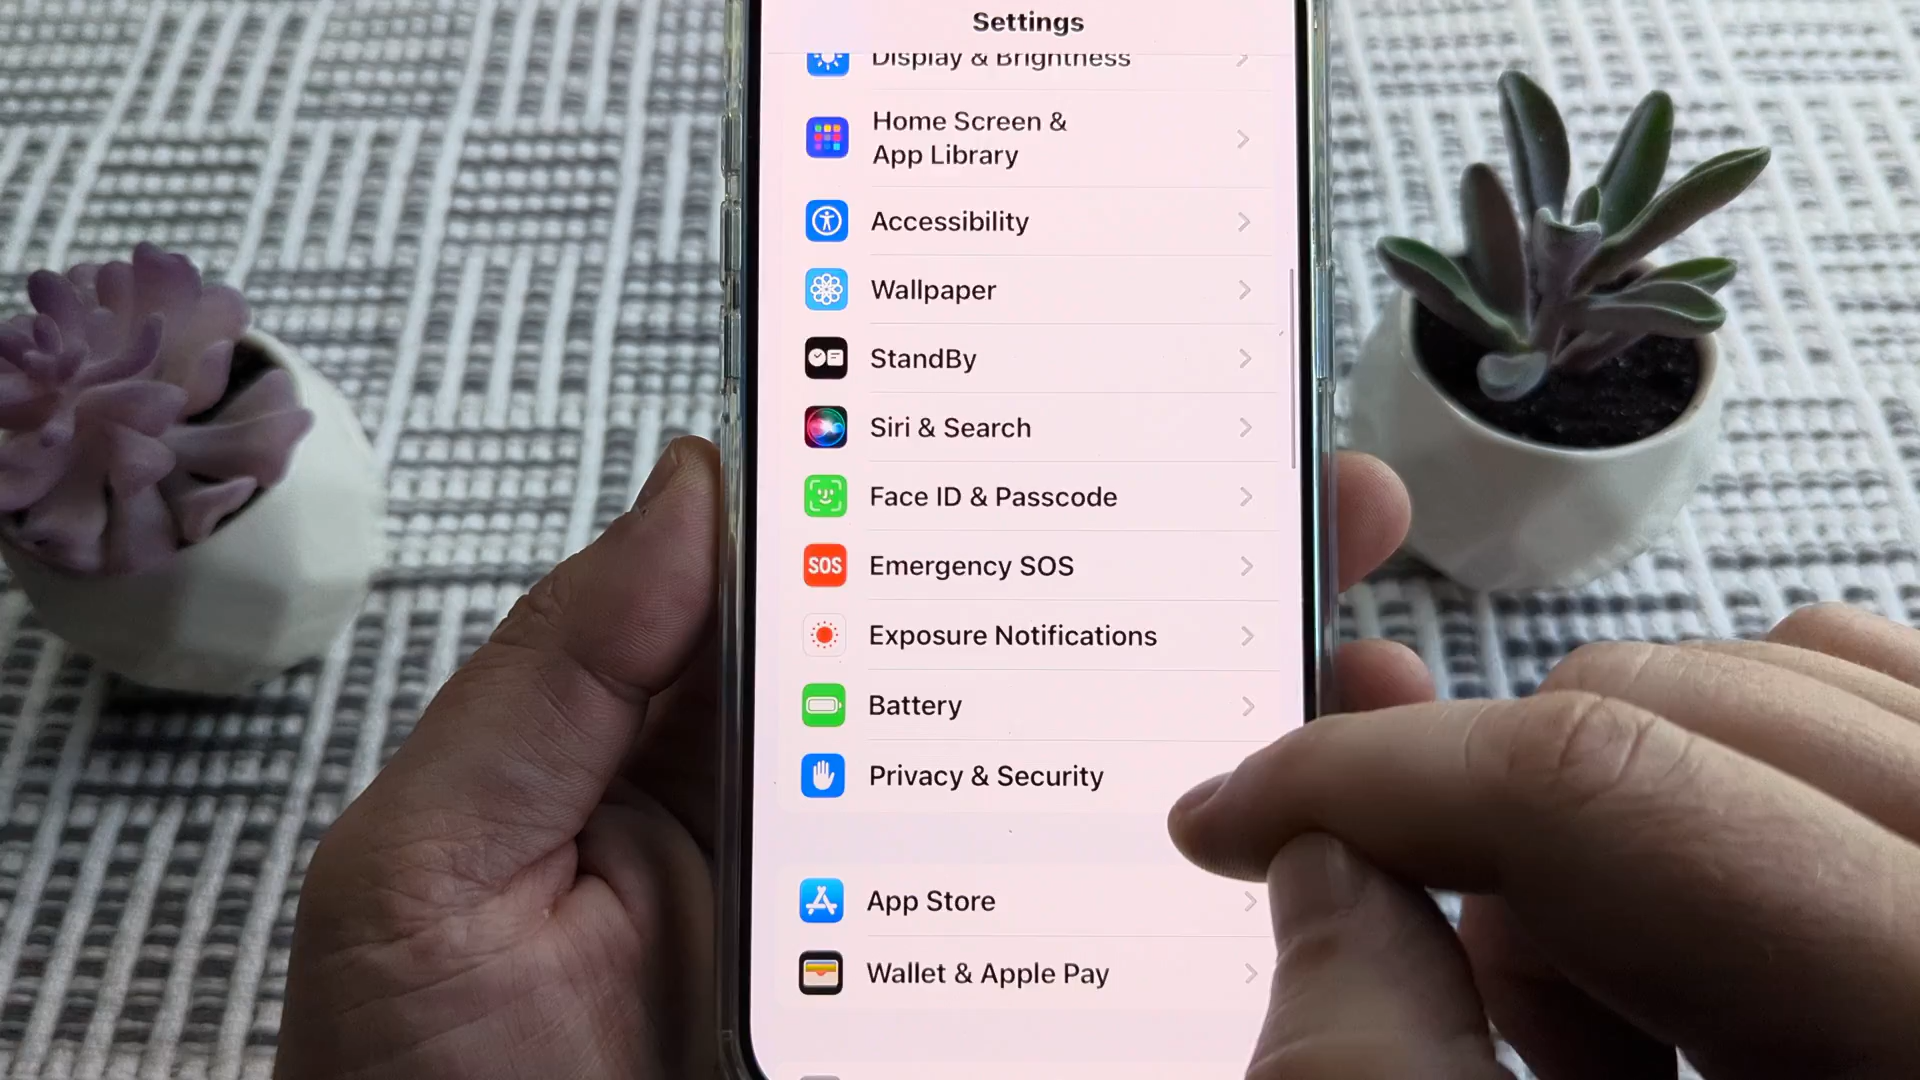 Settings
Display & Brightness
Home Screen &
App Library
Accessibility
Wallpaper
StandBy
Siri & Search
Face ID & Passcode
SOS
Emergency SOS
Exposure Notifications
Battery
Privacy & Security
App Store
Wallet & Apple Pay